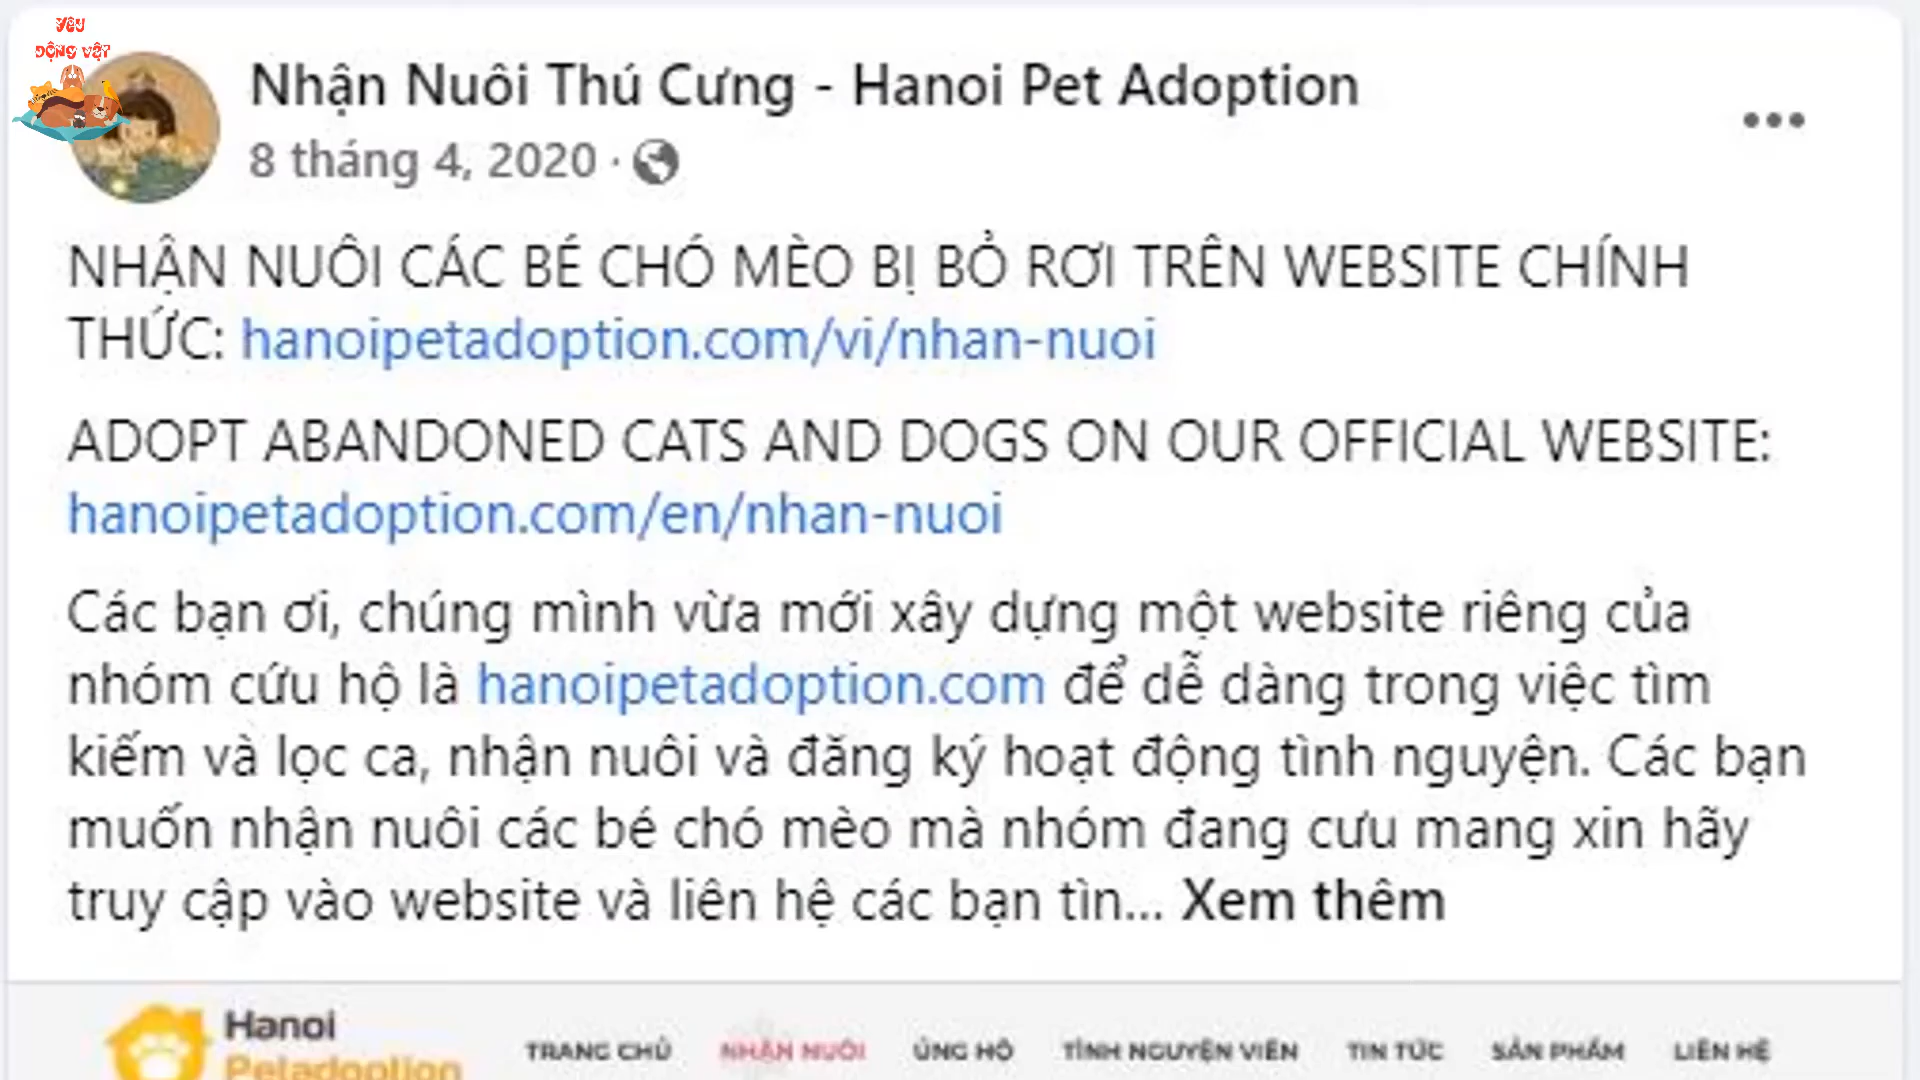 YÊU
ĐỘNG VẬT
Nhận Nuôi Thú Cưng - Hanoi Pet Adoption
8 tháng 4, 2020 ·
NHẬN NUÔI CÁC BÉ CHÓ MÈO BỊ BỎ RƠI TRÊN WEBSITE CHÍNH
THỨC: hanoipetadoption.com/vi/nhan-nuoi
ADOPT ABANDONED CATS AND DOGS ON OUR OFFICIAL WEBSITE:
hanoipetadoption.com/en/nhan-nuoi
Các bạn ơi, chúng mình vừa mới xây dựng một website riêng của
nhóm cứu hộ là hanoipetadoption.com để dễ dàng trong việc tìm
kiếm và lọc ca, nhận nuôi và đăng ký hoạt động tình nguyện. Các bạn
muốn nhận nuôi các bé chó mèo mà nhóm đang cưu mang xin hãy
truy cập vào website và liên hệ các bạn tìn... Xem thêm
Hanoi
Petadoption
TRANG CHỦ NHẬN NUÔI ỦNG HỘ TÌNH NGUYỆN VIÊN TIN TỨC SẢN PHẨM LIÊN HỆ